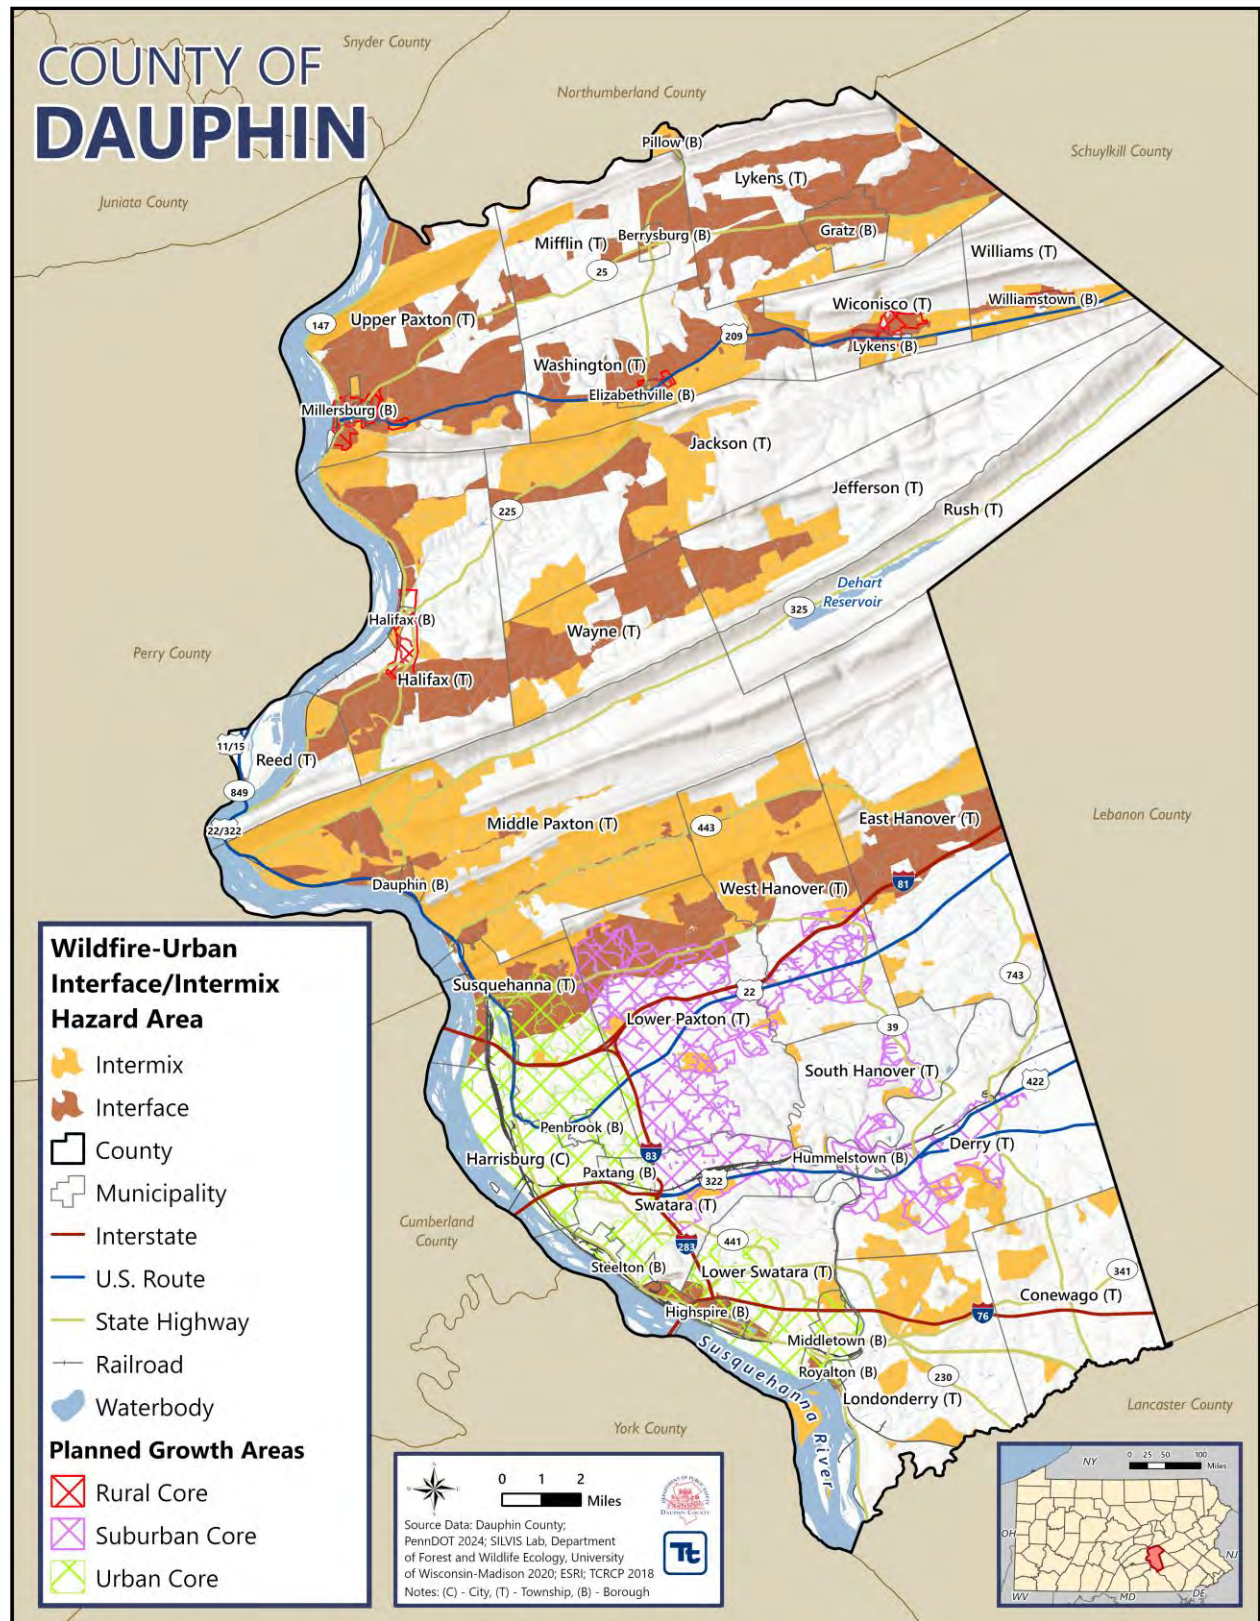 COUNTY OF
DAUPHIN
Snyder County
Northumberland County
Schuylkill County
Juniata County
Perry County
Lebanon County
Cumberland
County
York County
Lancaster County
Pillow (B)
Lykens (T)
Mifflin (T)
Berrysburg (B)
Gratz (B)
Williams (T)
25
Wiconisco (T)
Williamstown (B)
147
Upper Paxton (T)
209
Lykens (B)
Washington (T)
Elizabethville (B)
Millersburg (B)
Jackson (T)
Jefferson (T)
225
Rush (T)
Dehart
Reservoir
325
Halifax (B)
Wayne (T)
Halifax (T)
11/15
Reed (T)
849
22/322
Middle Paxton (T)
443
East Hanover (T)
Dauphin (B)
West Hanover (T)
81
743
Susquehanna (T)
22
Lower Paxton (T)
39
South Hanover (T)
422
Penbrook (B)
Derry (T)
83
Hummelstown (B)
Harrisburg (C)
Paxtang (B)
322
Swatara (T)
441
283
Steelton (B)
Lower Swatara (T)
341
Conewago (T)
Highspire (B)
76
Middletown (B)
Royalton (B)
230
Londonderry (T)
Susquehanna
River
Wildfire-Urban
Interface/Intermix
Hazard Area
Intermix
Interface
County
Municipality
Interstate
U.S. Route
State Highway
Railroad
Waterbody
Planned Growth Areas
Rural Core
Suburban Core
Urban Core
0 1 2
Miles
DAUPHIN COUNTY
Tt
Source Data: Dauphin County;
PennDOT 2024; SILVIS Lab, Department
of Forest and Wildlife Ecology, University
of Wisconsin-Madison 2020; ESRI; TCRCP 2018
Notes: (C) - City, (T) - Township, (B) - Borough
0 25 50 100
Miles
NY
OH
NJ
WV
MD
DE